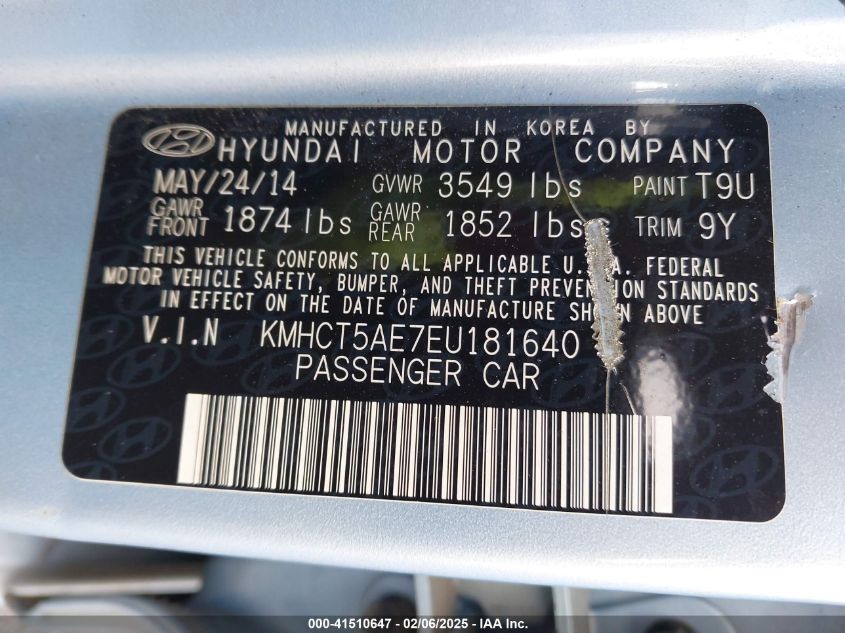 MANUFACTURED IN KOREA BY
HYUNDAI MOTOR COMPANY
MAY/24/14 GVWR 3549 lbs PAINT T9U
GAWR FRONT 1874 lbs GAWR REAR 1852 lbs TRIM 9Y
THIS VEHICLE CONFORMS TO ALL APPLICABLE U.S.A. FEDERAL
MOTOR VEHICLE SAFETY, BUMPER, AND THEFT PREVENTION STANDARDS
IN EFFECT ON THE DATE OF MANUFACTURE SHOWN ABOVE
V.I.N KMHCT5AE7EU181640
PASSENGER CAR
000-41510647 - 02/06/2025 - IAA Inc.